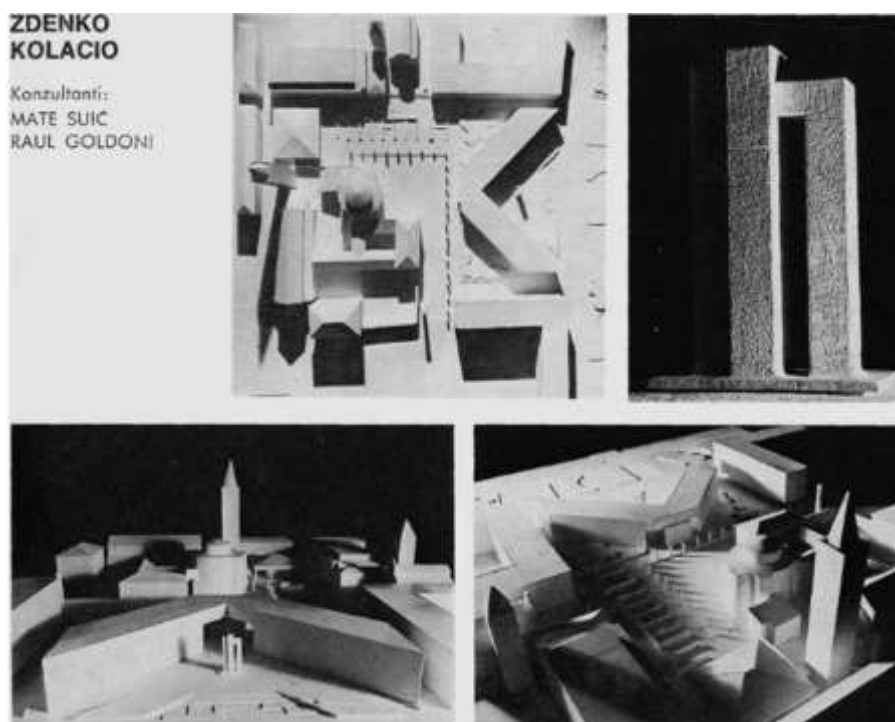 ZDENKO
KOLACIO
Konzultanti:
MATE SUIĆ
RAUL GOLDONI